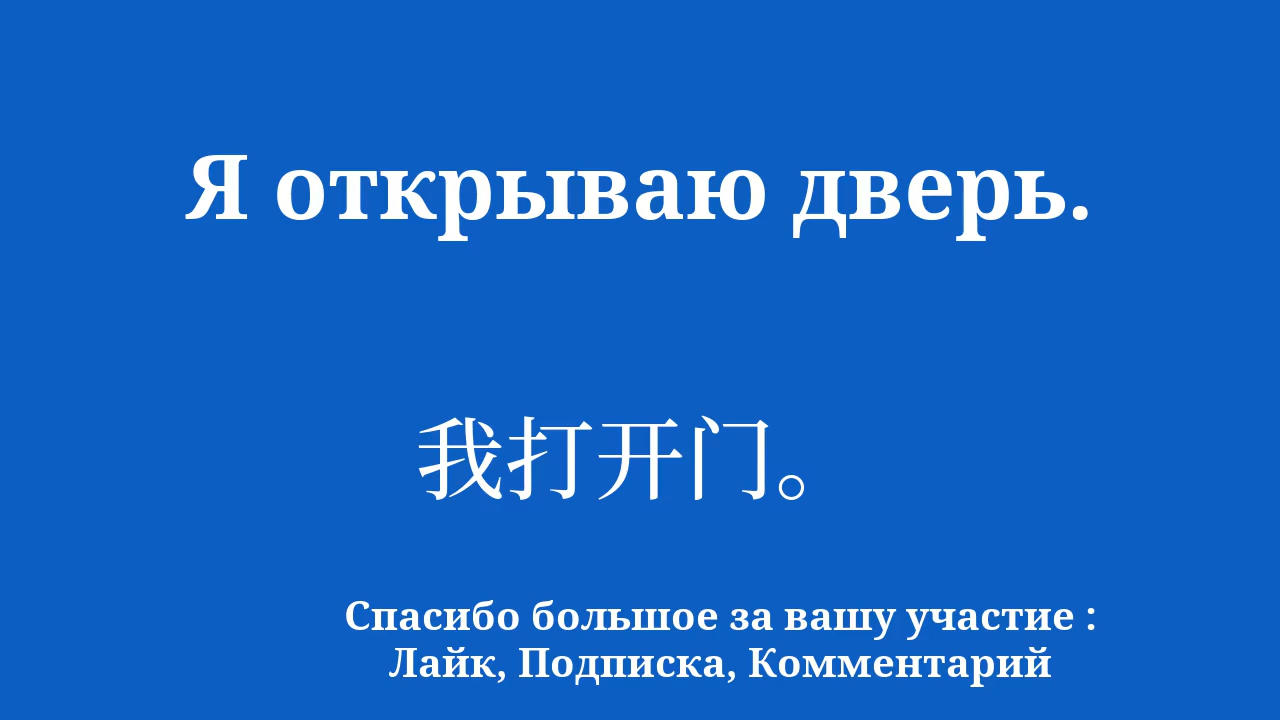 Я открываю дверь.
我打开门。
Спасибо большое за вашу участие :
Лайк, Подписка, Комментарий